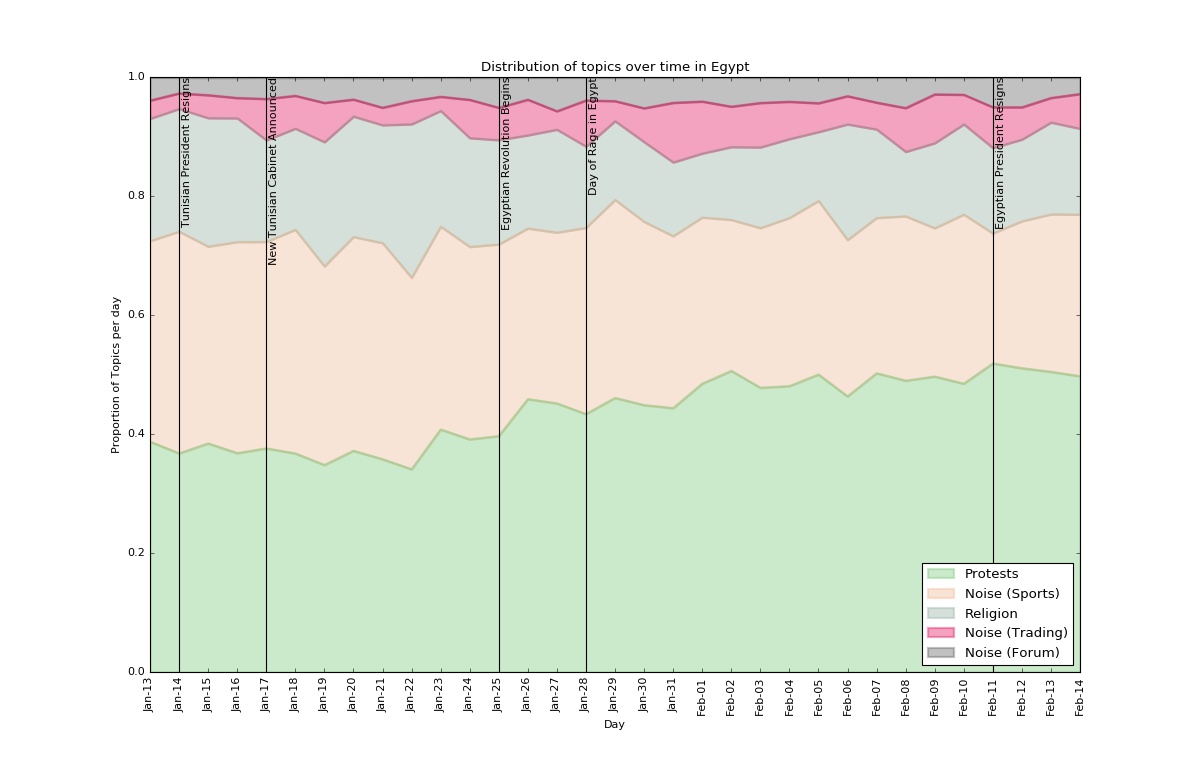 Distribution of topics over time in Egypt
Proportion of Topics per day
1.0
0.8
0.6
0.4
0.2
0.0
Tunisian President Resigns
New Tunisian Cabinet Announced
Egyptian Revolution Begins
Day of Rage in Egypt
Egyptian President Resigns
Protests
Noise (Sports)
Religion
Noise (Trading)
Noise (Forum)
Jan-13
Jan-14
Jan-15
Jan-16
Jan-17
Jan-18
Jan-19
Jan-20
Jan-21
Jan-22
Jan-23
Jan-24
Jan-25
Jan-26
Jan-27
Jan-28
Jan-29
Jan-30
Jan-31
Feb-01
Feb-02
Feb-03
Feb-04
Feb-05
Feb-06
Feb-07
Feb-08
Feb-09
Feb-10
Feb-11
Feb-12
Feb-13
Feb-14
Day